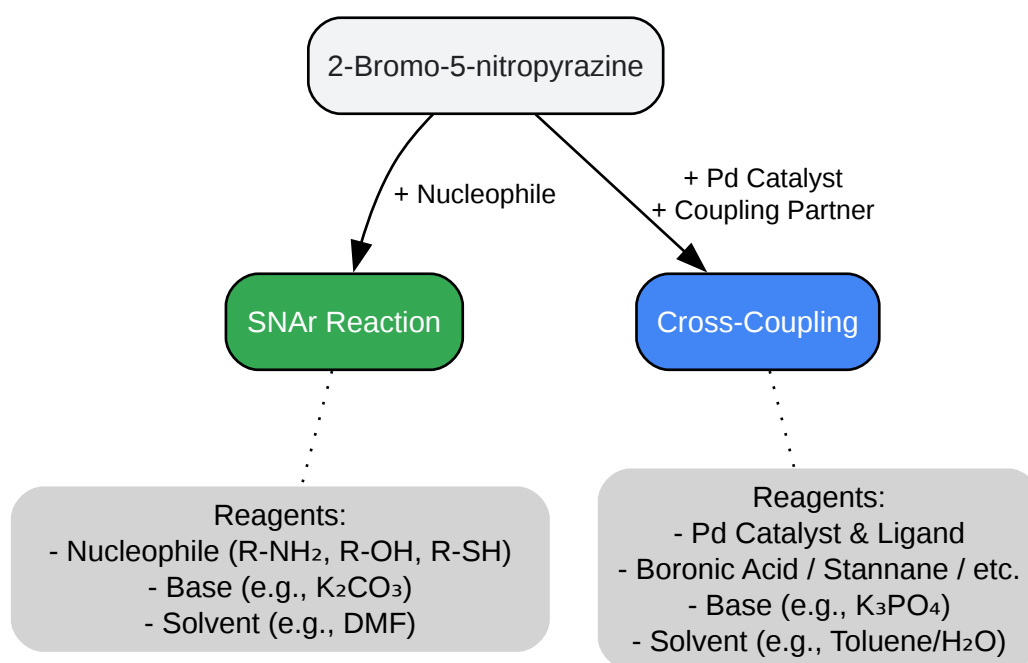 2-Bromo-5-nitropyrazine
+ Nucleophile
+ Pd Catalyst
+ Coupling Partner
SNAr Reaction
Cross-Coupling
Reagents:
- Nucleophile (R-NH₂, R-OH, R-SH)
- Base (e.g., K₂CO₃)
- Solvent (e.g., DMF)
Reagents:
- Pd Catalyst & Ligand
- Boronic Acid / Stannane / etc.
- Base (e.g., K₃PO₄)
- Solvent (e.g., Toluene/H₂O)